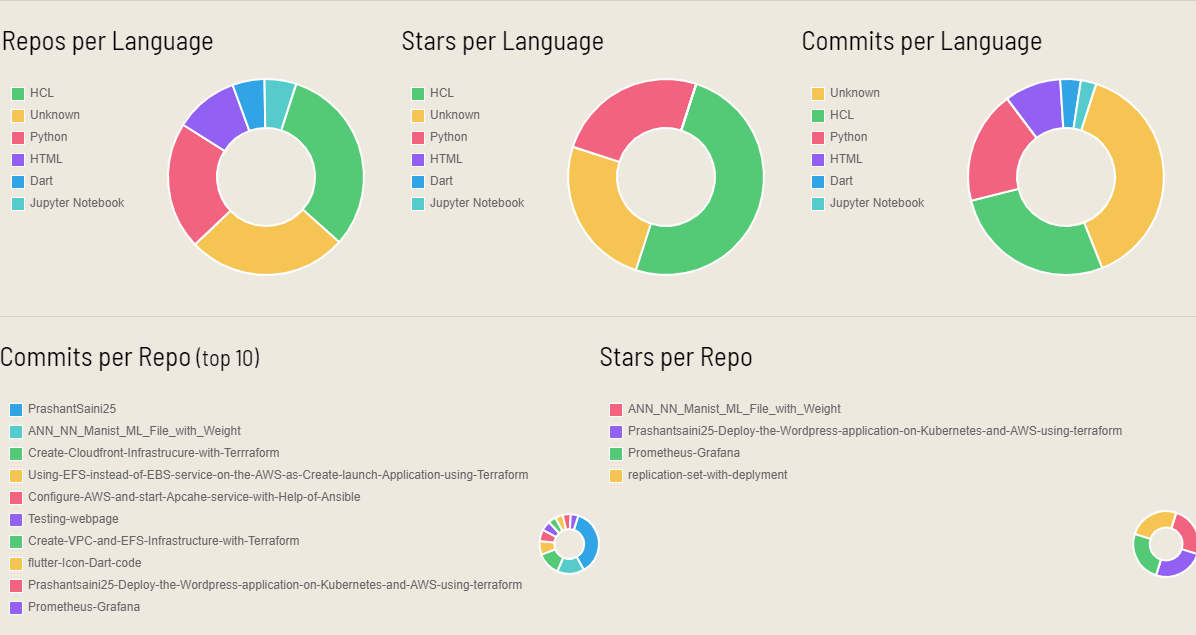 Repos per Language
HCL
Unknown
Python
HTML
Dart
Jupyter Notebook
Stars per Language
HCL
Unknown
Python
HTML
Dart
Jupyter Notebook
Commits per Language
Unknown
HCL
Python
HTML
Dart
Jupyter Notebook
Commits per Repo (top 10)
PrashantSaini25
ANN_NN_Manist_ML_File_with_Weight
Create-Cloudfront-Infrastrucure-with-Terrraform
Using-EFS-instead-of-EBS-service-on-the-AWS-as-Create-launch-Application-using-Terraform
Configure-AWS-and-start-Apcahe-service-with-Help-of-Ansible
Testing-webpage
Create-VPC-and-EFS-Infrastructure-with-Terraform
flutter-Icon-Dart-code
Prashantsaini25-Deploy-the-Wordpress-application-on-Kubernetes-and-AWS-using-terraform
Prometheus-Grafana
Stars per Repo
ANN_NN_Manist_ML_File_with_Weight
Prashantsaini25-Deploy-the-Wordpress-application-on-Kubernetes-and-AWS-using-terraform
Prometheus-Grafana
replication-set-with-deplyment